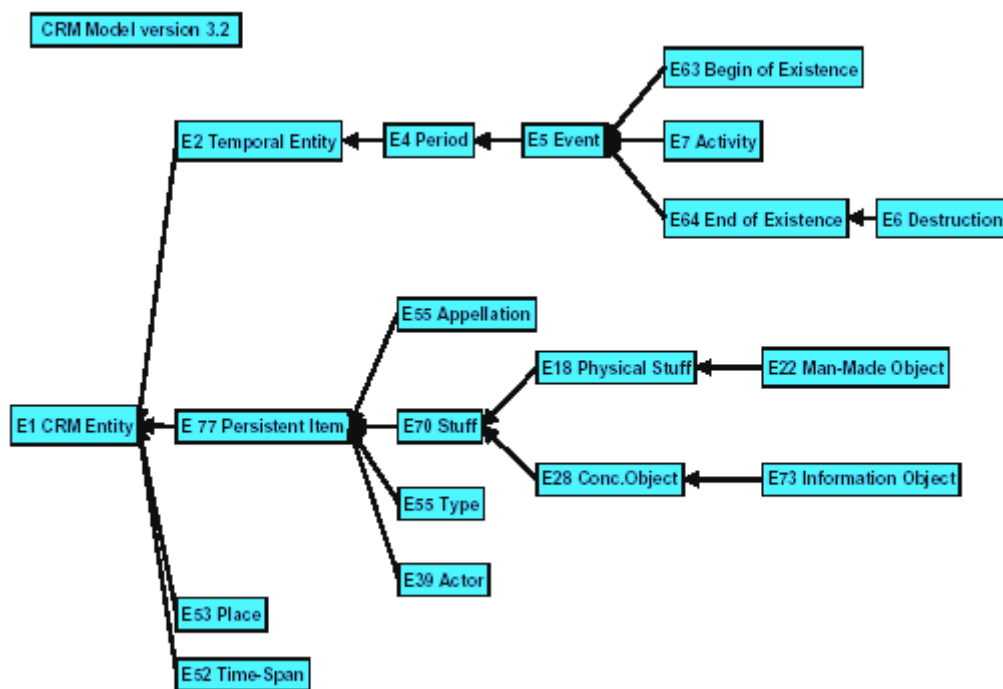 CRM Model version 3.2
E63 Begin of Existence
E2 Temporal Entity
E4 Period
E5 Event
E7 Activity
E64 End of Existence
E6 Destruction
E55 Appellation
E18 Physical Stuff
E22 Man-Made Object
E1 CRM Entity
E 77 Persistent Item
E70 Stuff
E28 Conc.Object
E73 Information Object
E55 Type
E39 Actor
E53 Place
E52 Time-Span